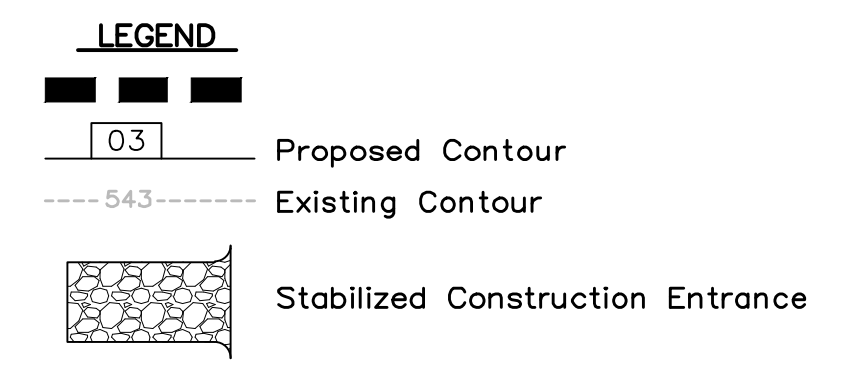 LEGEND
03 Proposed Contour
543 Existing Contour
Stabilized Construction Entrance